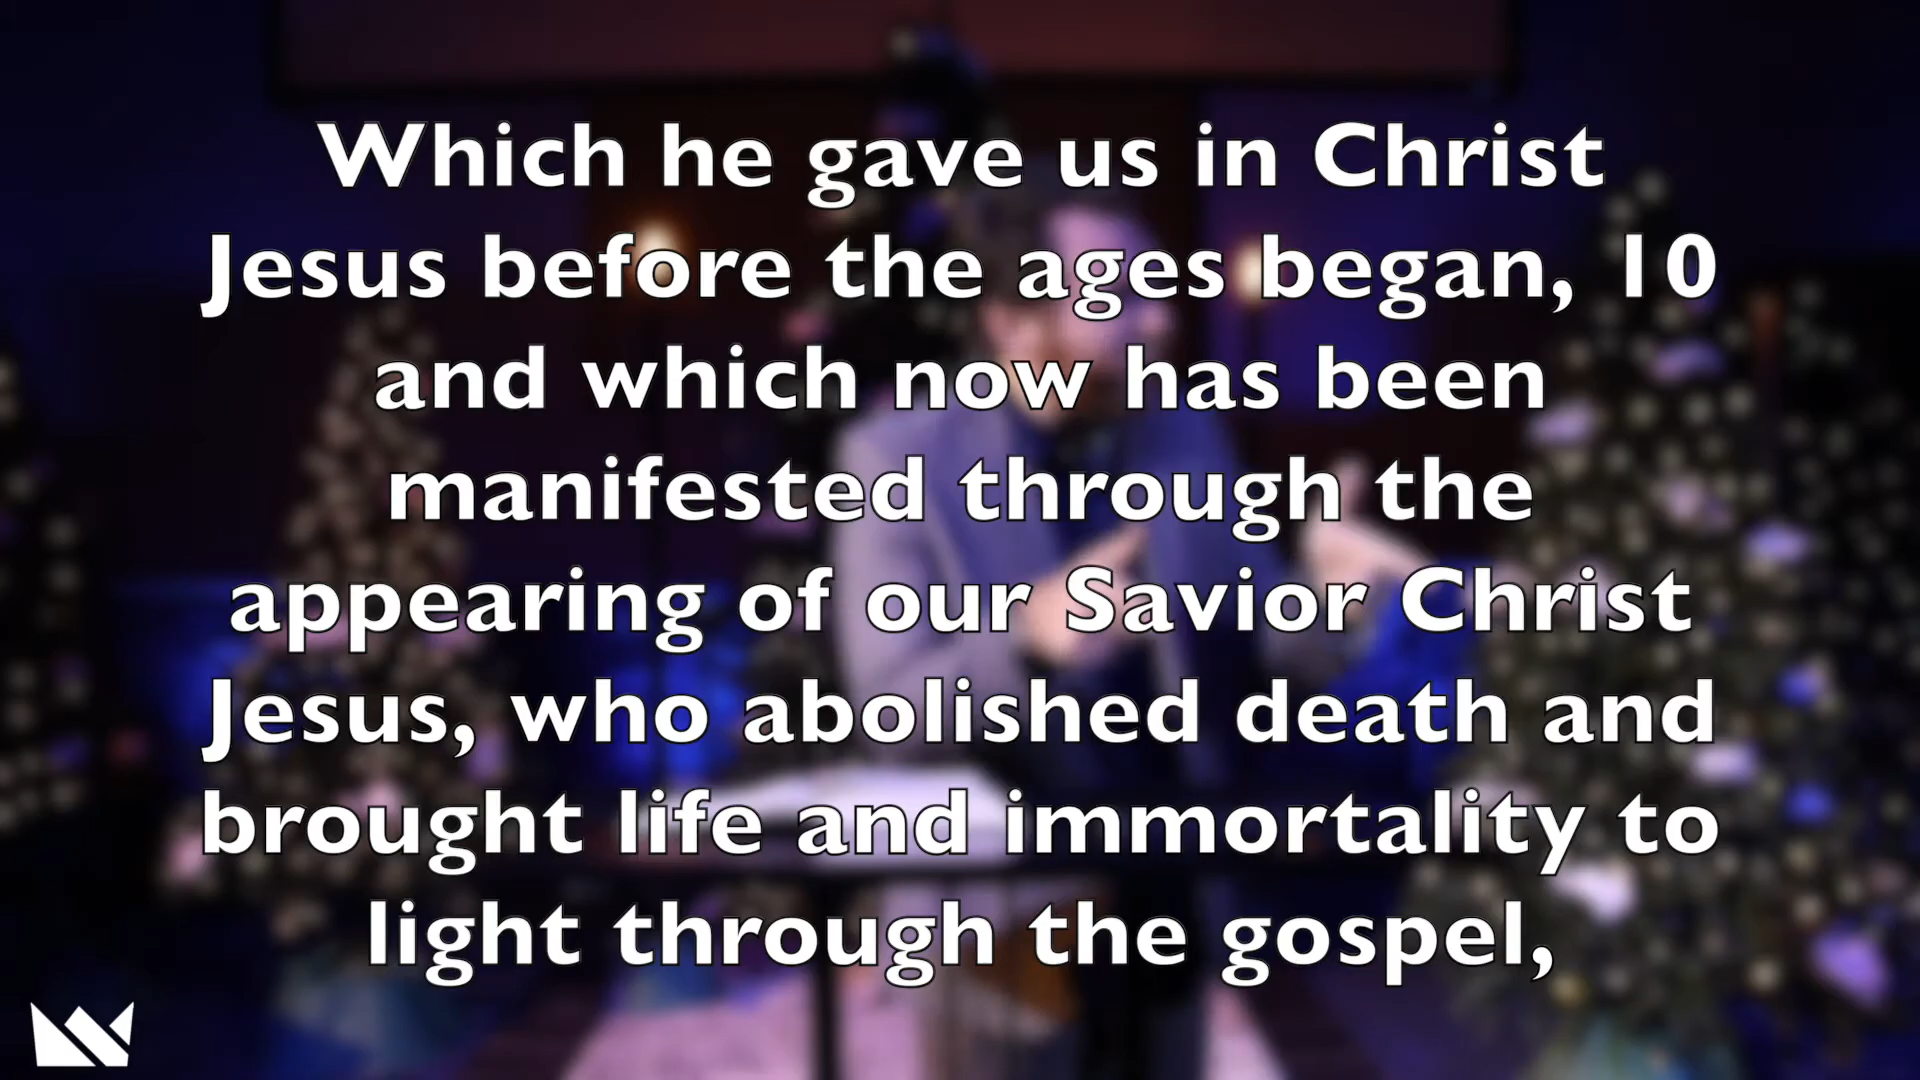 Which he gave us in Christ
Jesus before the ages began, 10
and which now has been
manifested through the
appearing of our Savior Christ
Jesus, who abolished death and
brought life and immortality to
light through the gospel,